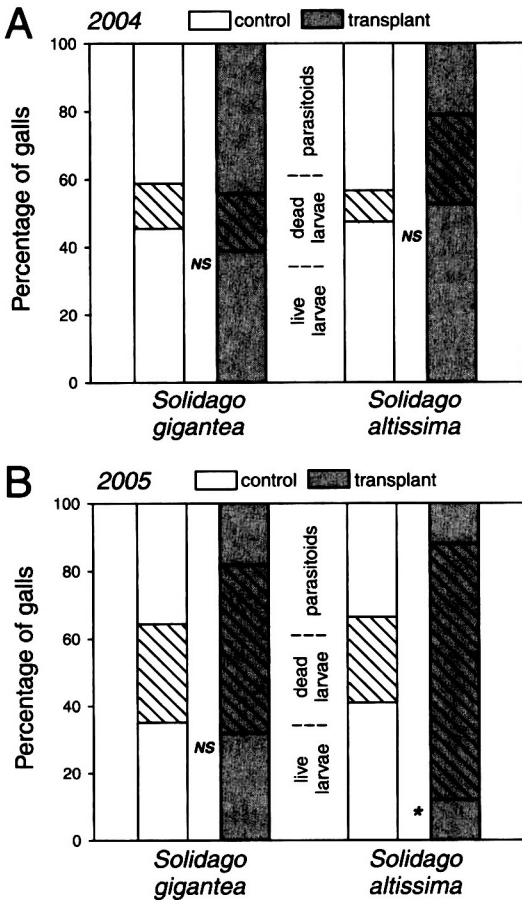 A 2004 control transplant
Percentage of galls
100
80
60
40
20
0
parasitoids
dead
larvae
live
larvae
NS
NS
Solidago
gigantea
Solidago
altissima
B 2005 control transplant
Percentage of galls
100
80
60
40
20
0
parasitoids
dead
larvae
live
larvae
NS
*
Solidago
gigantea
Solidago
altissima